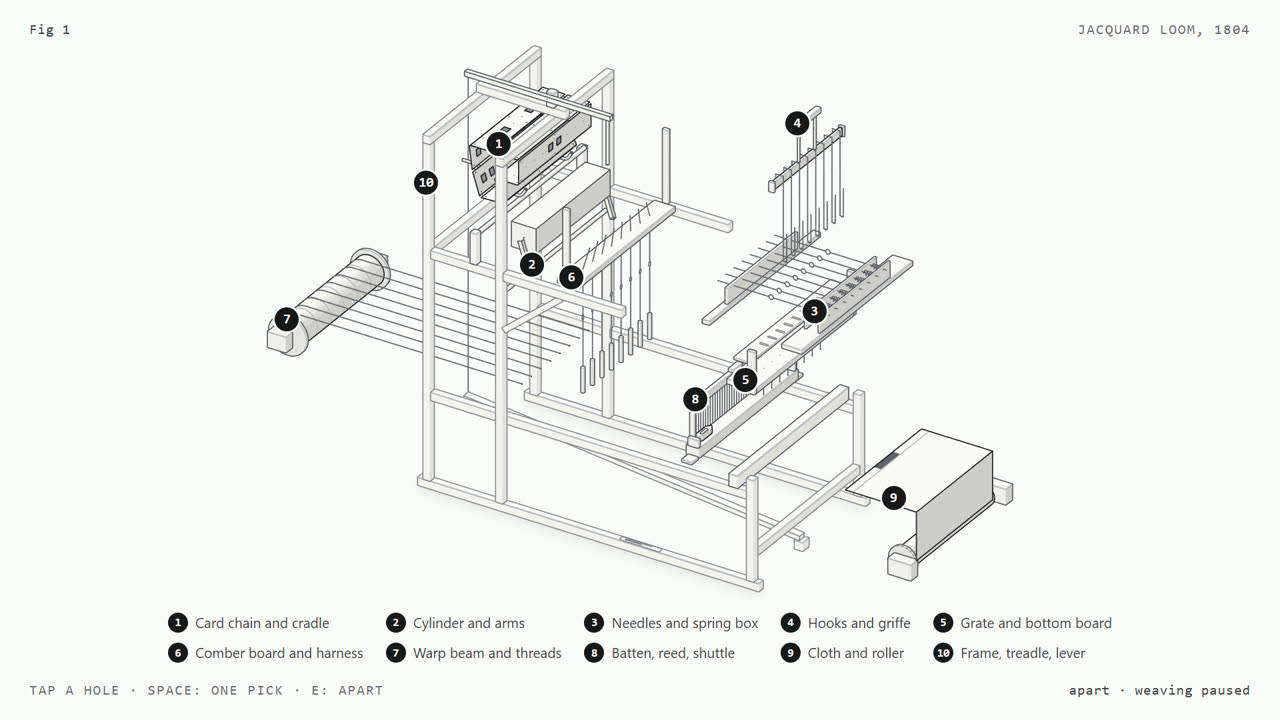 Fig 1
JACQUARD LOOM, 1804
4
1
10
2
6
3
7
5
8
9
1 Card chain and cradle
2 Cylinder and arms
3 Needles and spring box
4 Hooks and griffe
5 Grate and bottom board
6 Comber board and harness
7 Warp beam and threads
8 Batten, reed, shuttle
9 Cloth and roller
10 Frame, treadle, lever
TAP A HOLE · SPACE: ONE PICK · E: APART
apart · weaving paused